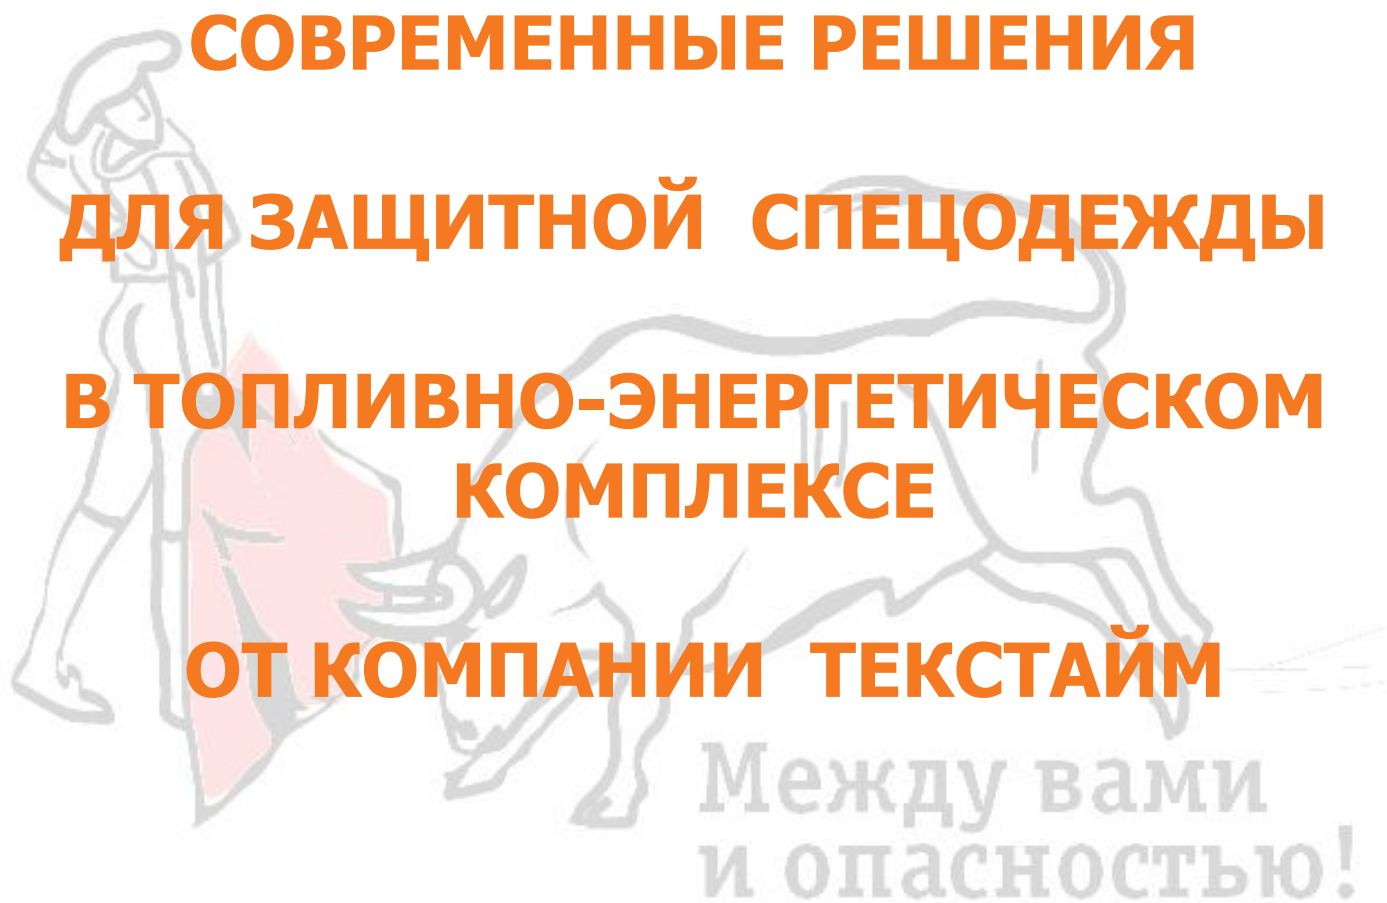 СОВРЕМЕННЫЕ РЕШЕНИЯ
ДЛЯ ЗАЩИТНОЙ СПЕЦОДЕЖДЫ
В ТОПЛИВНО-ЭНЕРГЕТИЧЕСКОМ
КОМПЛЕКСЕ
ОТ КОМПАНИИ ТЕКСТАЙМ
Между вами
и опасностью!